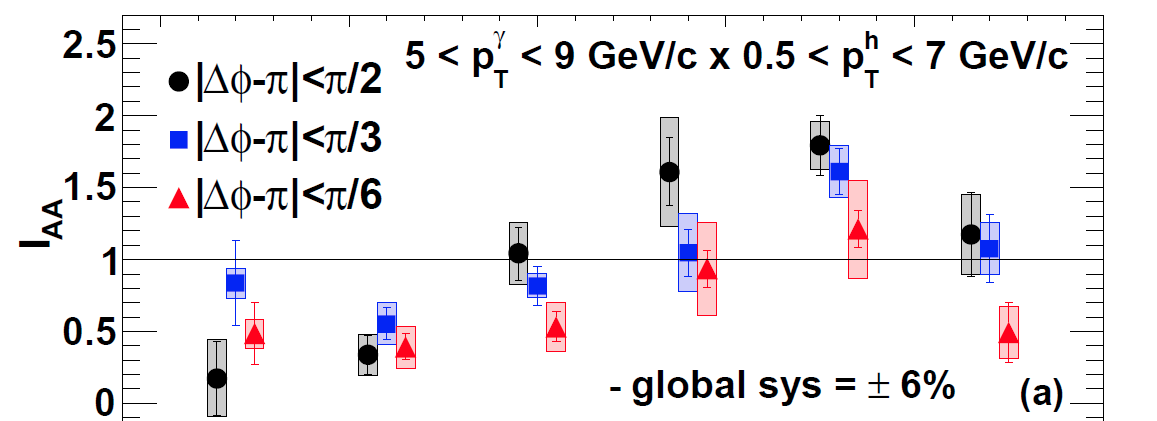 5 < p_T^γ < 9 GeV/c x 0.5 < p_T^h < 7 GeV/c
|Δϕ-π|<π/2
|Δϕ-π|<π/3
|Δϕ-π|<π/6
I_AA
2.5
2
1.5
1
0.5
0
- global sys = ± 6%
(a)